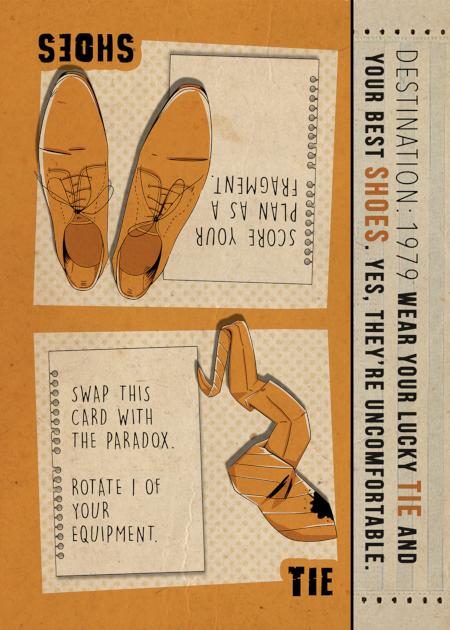 SHOES
SCORE YOUR
PLAN AS A
FRAGMENT.
SWAP THIS
CARD WITH
THE PARADOX.
ROTATE 1 OF
YOUR
EQUIPMENT.
TIE
DESTINATION: 1979 WEAR YOUR LUCKY TIE AND
YOUR BEST SHOES. YES, THEY'RE UNCOMFORTABLE.